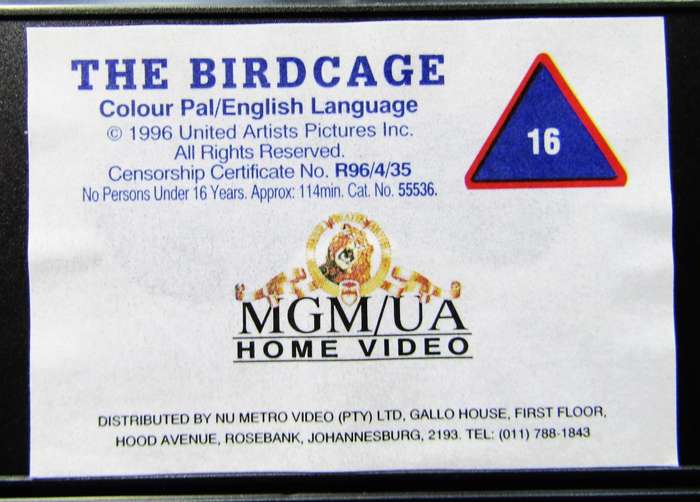 THE BIRDCAGE
Colour Pal/English Language
© 1996 United Artists Pictures Inc.
All Rights Reserved.
Censorship Certificate No. R96/4/35
No Persons Under 16 Years. Approx: 114min. Cat. No. 55536.
16
MGM/UA
HOME VIDEO
DISTRIBUTED BY NU METRO VIDEO (PTY) LTD, GALLO HOUSE, FIRST FLOOR,
HOOD AVENUE, ROSEBANK, JOHANNESBURG, 2193. TEL: (011) 788-1843